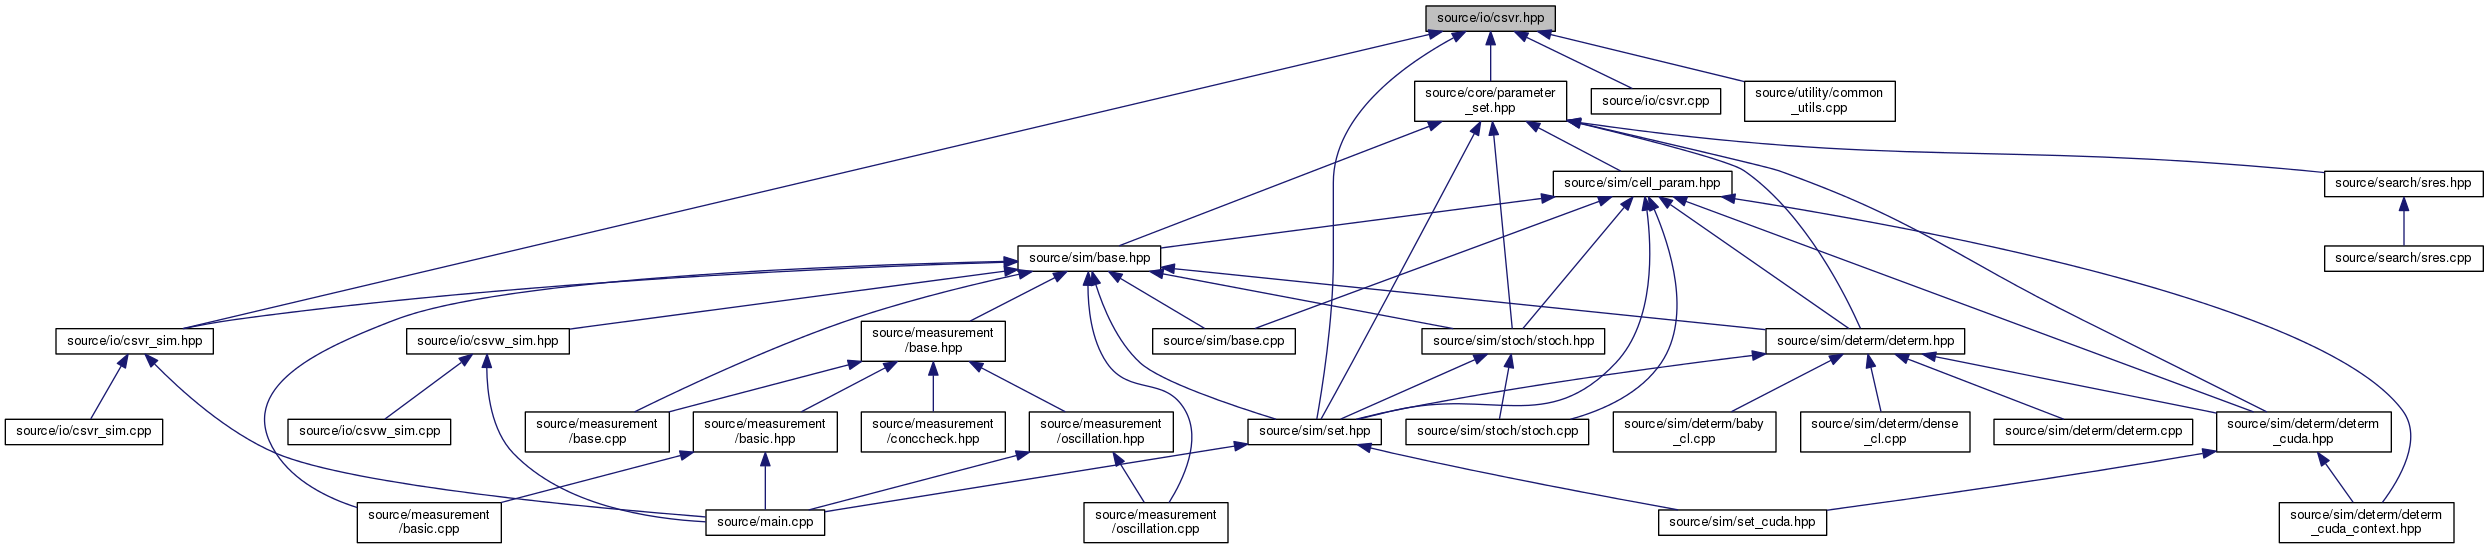 source/io/csvr.hpp
source/core/parameter
_set.hpp
source/io/csvr.cpp
source/utility/common
_utils.cpp
source/sim/cell_param.hpp
source/search/sres.hpp
source/sim/base.hpp
source/search/sres.cpp
source/io/csvr_sim.hpp
source/io/csvw_sim.hpp
source/measurement
/base.hpp
source/sim/base.cpp
source/sim/stoch/stoch.hpp
source/sim/determ/determ.hpp
source/io/csvr_sim.cpp
source/io/csvw_sim.cpp
source/measurement
/base.cpp
source/measurement
/basic.hpp
source/measurement
/conccheck.hpp
source/measurement
/oscillation.hpp
source/sim/set.hpp
source/sim/stoch/stoch.cpp
source/sim/determ/baby
_cl.cpp
source/sim/determ/dense
_cl.cpp
source/sim/determ/determ.cpp
source/sim/determ/determ
_cuda.hpp
source/measurement
/basic.cpp
source/main.cpp
source/measurement
/oscillation.cpp
source/sim/set_cuda.hpp
source/sim/determ/determ
_cuda_context.hpp